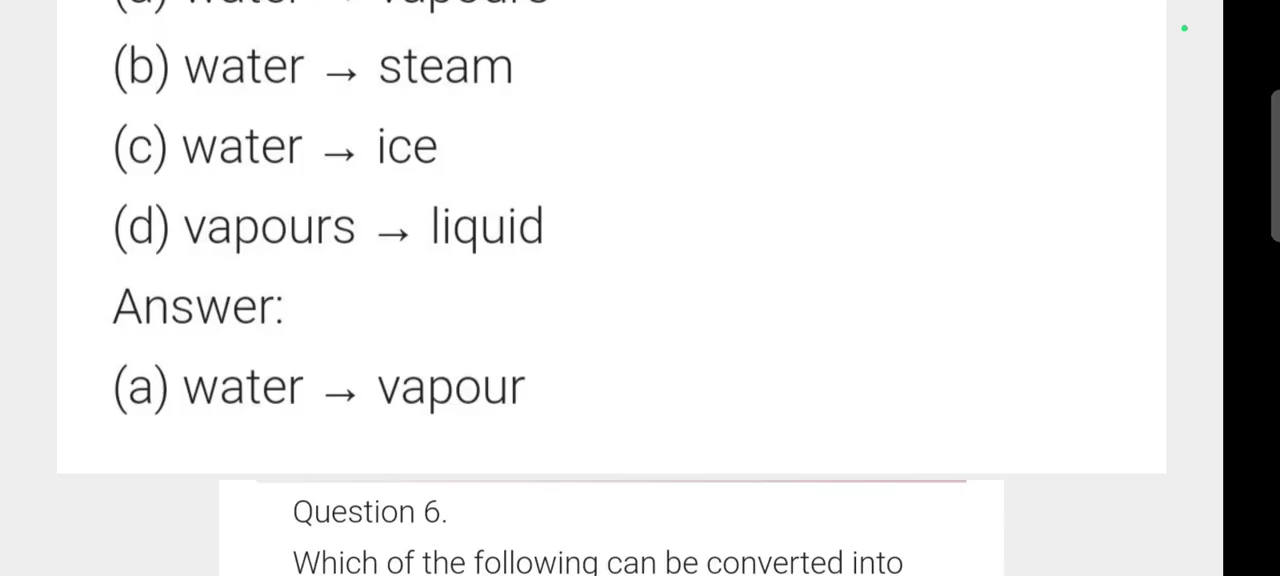 (b) water → steam
(c) water → ice
(d) vapours → liquid
Answer:
(a) water → vapour
Question 6.
Which of the following can be converted into